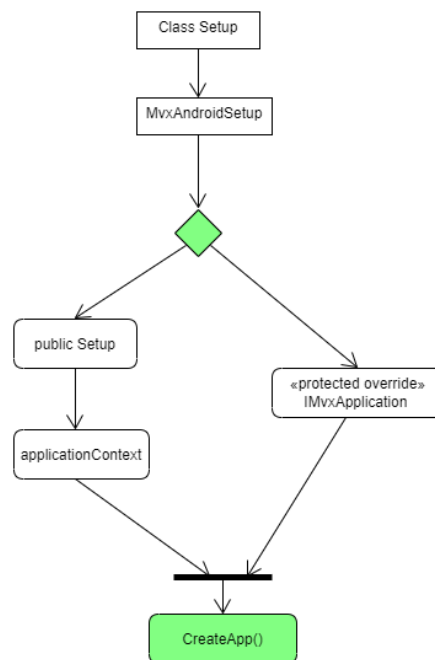 Class Setup
MvxAndroidSetup
public Setup
«protected override»
IMvxApplication
applicationContext
CreateApp()